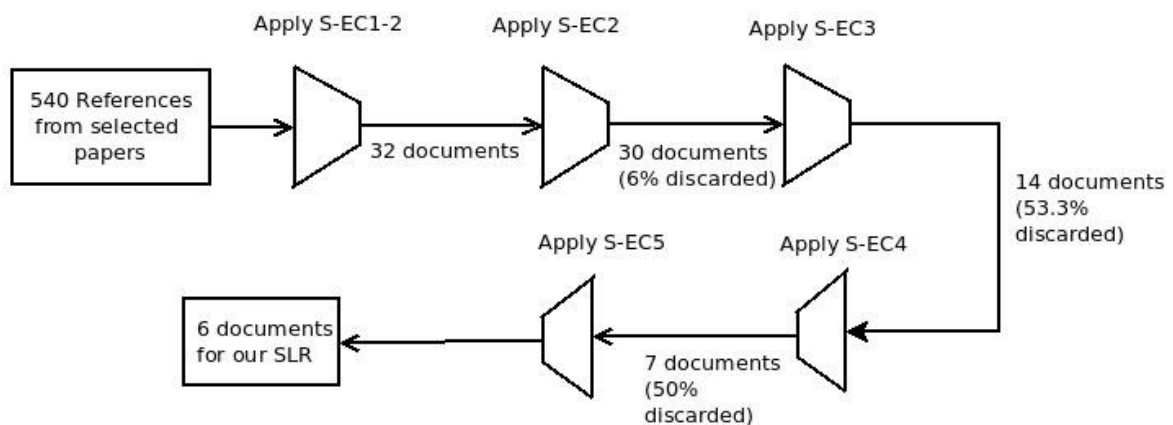 Apply S-EC1-2
Apply S-EC2
Apply S-EC3
540 References
from selected
papers
32 documents
30 documents
(6% discarded)
14 documents
(53.3%
discarded)
Apply S-EC4
Apply S-EC5
7 documents
(50%
discarded)
6 documents
for our SLR